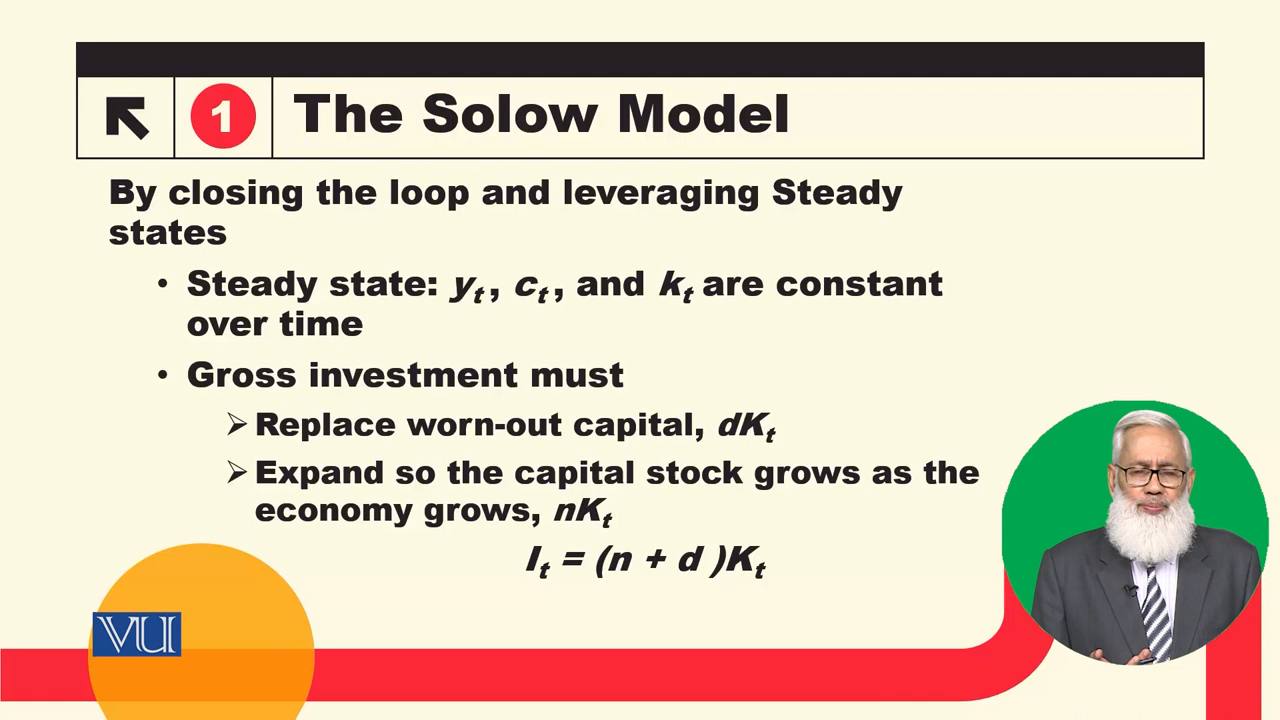 1 The Solow Model
By closing the loop and leveraging Steady
states
• Steady state: yt, ct, and kt are constant
over time
• Gross investment must
➢ Replace worn-out capital, dKt
➢ Expand so the capital stock grows as the
economy grows, nKt
It = (n + d )Kt
VU